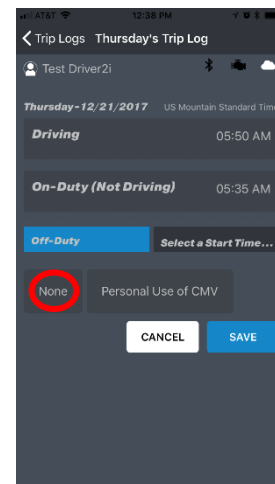 AT&T 12:38 PM
Trip Logs Thursday's Trip Log
Test Driver2i
Thursday-12/21/2017 US Mountain Standard Time
Driving 05:50 AM
On-Duty (Not Driving) 05:35 AM
Off-Duty Select a Start Time...
None Personal Use of CMV
CANCEL SAVE